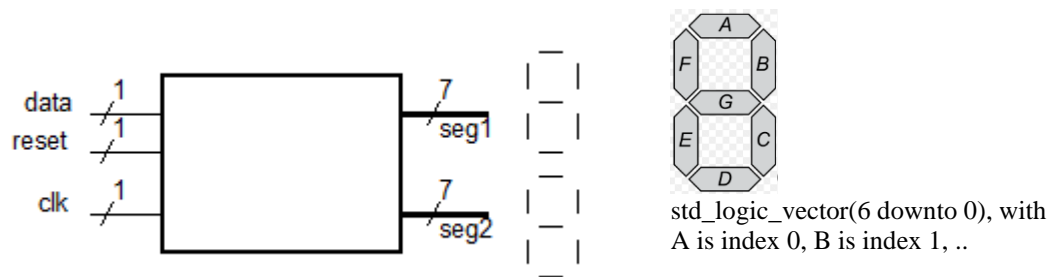 data 1
reset 1
clk 1
7
seg1
7
seg2
A
F B
G
E C
D
std_logic_vector(6 downto 0), with
A is index 0, B is index 1, ..